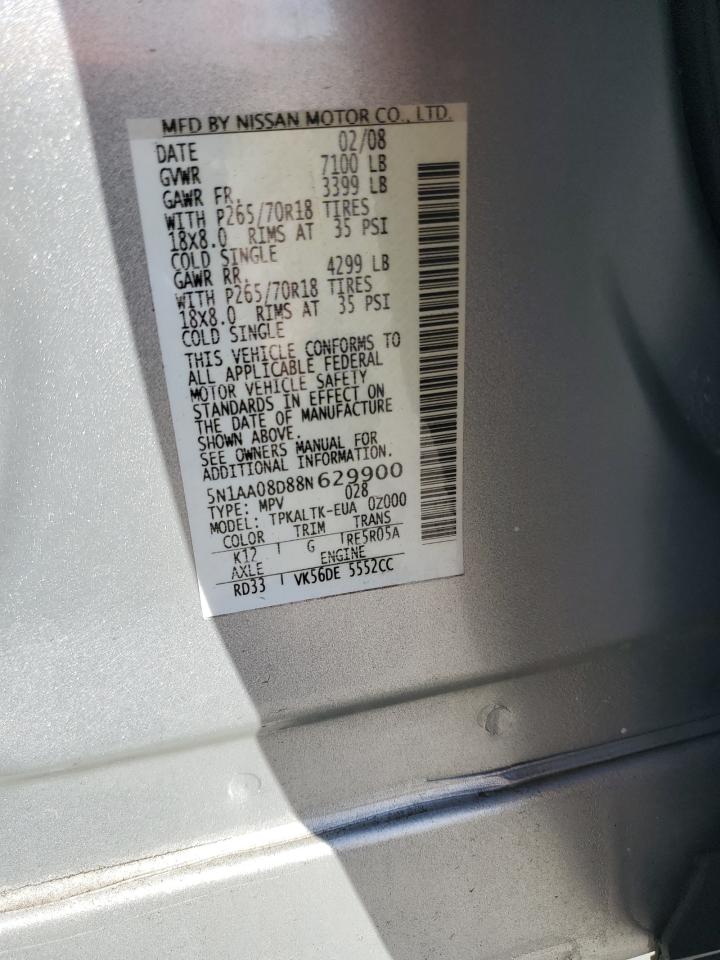 MFD BY NISSAN MOTOR CO., LTD.
DATE 02/08
GVWR 7100 LB
GAWR FR. 3399 LB
WITH P265/70R18 TIRES
18x8.0 RIMS AT 35 PSI
COLD SINGLE
GAWR RR. 4299 LB
WITH P265/70R18 TIRES
18x8.0 RIMS AT 35 PSI
COLD SINGLE
THIS VEHICLE CONFORMS TO
ALL APPLICABLE FEDERAL
MOTOR VEHICLE SAFETY
STANDARDS IN EFFECT ON
THE DATE OF MANUFACTURE
SHOWN ABOVE.
SEE OWNERS MANUAL FOR
ADDITIONAL INFORMATION.
5N1AA08D88N629900
TYPE: MPV 028
MODEL: TPKALTK-EUA 0Z000
COLOR TRIM TRANS
K12 G RE5R05A
AXLE ENGINE
RD33 VK56DE 5552CC